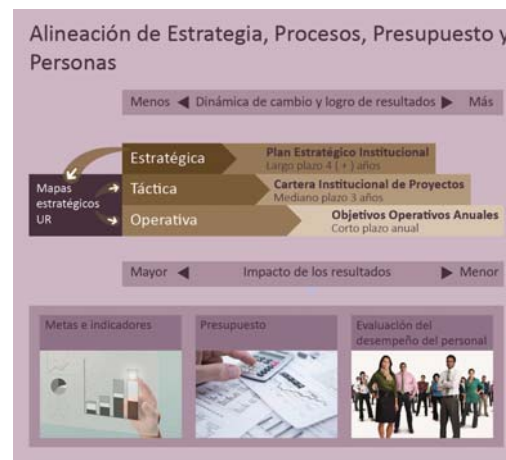 Alineación de Estrategia, Procesos, Presupuesto y
Personas
Menos ◀ Dinámica de cambio y logro de resultados ▶ Más
Estratégica
Plan Estratégico Institucional
Largo plazo 4 ( + ) años
Mapas
estratégicos
UR
Táctica
Cartera Institucional de Proyectos
Mediano plazo 3 años
Operativa
Objetivos Operativos Anuales
Corto plazo anual
Mayor ◀ Impacto de los resultados ▶ Menor
Metas e indicadores
Presupuesto
Evaluación del
desempeño del personal